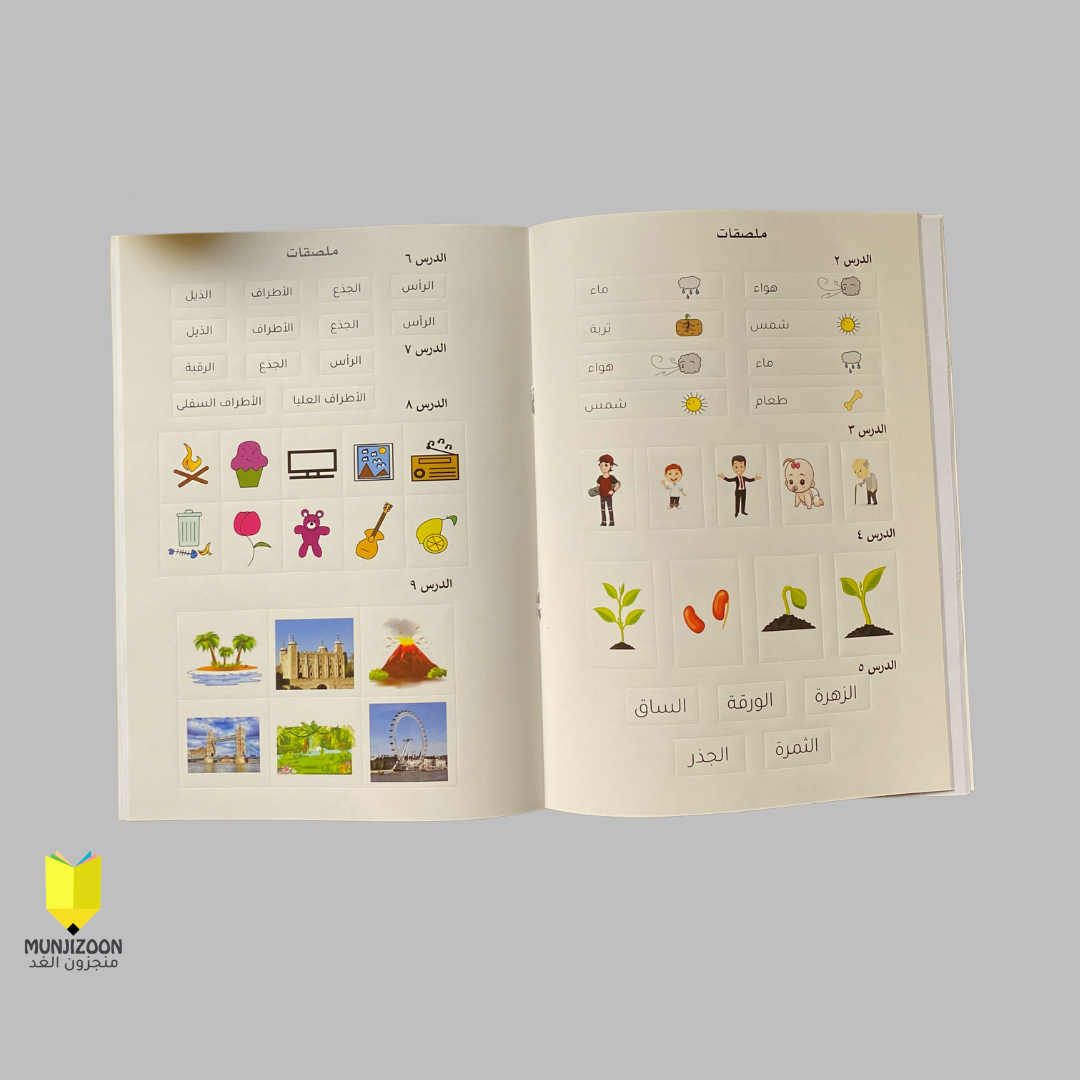 ملصقات
الدرس ٢
هواء ماء
شمس تربة
ماء هواء
طعام شمس
الدرس ٣
الدرس ٤
الدرس ٥
الزهرة الورقة الساق
الثمرة الجذر
ملصقات
الدرس ٦
الرأس الجذع الأطراف الذيل
الرأس الجذع الأطراف الذيل
الدرس ٧
الرأس الجذع الرقبة
الأطراف العليا الأطراف السفلى
الدرس ٨
الدرس ٩
MUNJIZOON
منجزون الغد